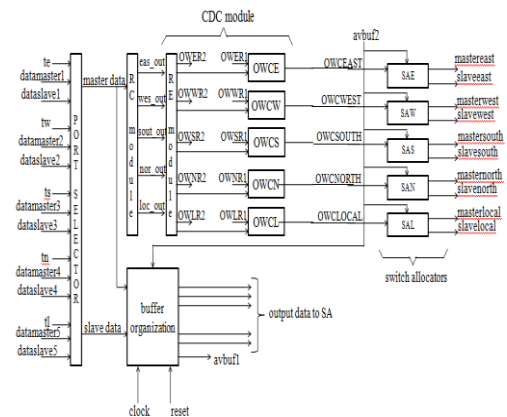 CDC module
avbuf2
te
datamaster1
dataslave1
tw
datamaster2
dataslave2
ts
datamaster3
dataslave3
tn
datamaster4
dataslave4
tl
datamaster5
dataslave5
PORT SELECTOR
master data
slave data
RC module
eas_out
wes_out
sout_out
nor_out
loc_out
RE module
OWER2
OWWR2
OWSR2
OWNR2
OWLR2
OWER1
OWWR1
OWSR1
OWNR1
OWLR1
OWCE
OWCW
OWCS
OWCN
OWCL
OWCEAST
OWCWEST
OWCSOUTH
OWCNORTH
OWCLOCAL
SAE
SAW
SAS
SAN
SAL
mastereast
slaveeast
masterwest
slavewest
mastersouth
slavesouth
masternorth
slavenorth
masterlocal
slavelocal
switch allocators
buffer
organization
output data to SA
avbuf1
clock
reset